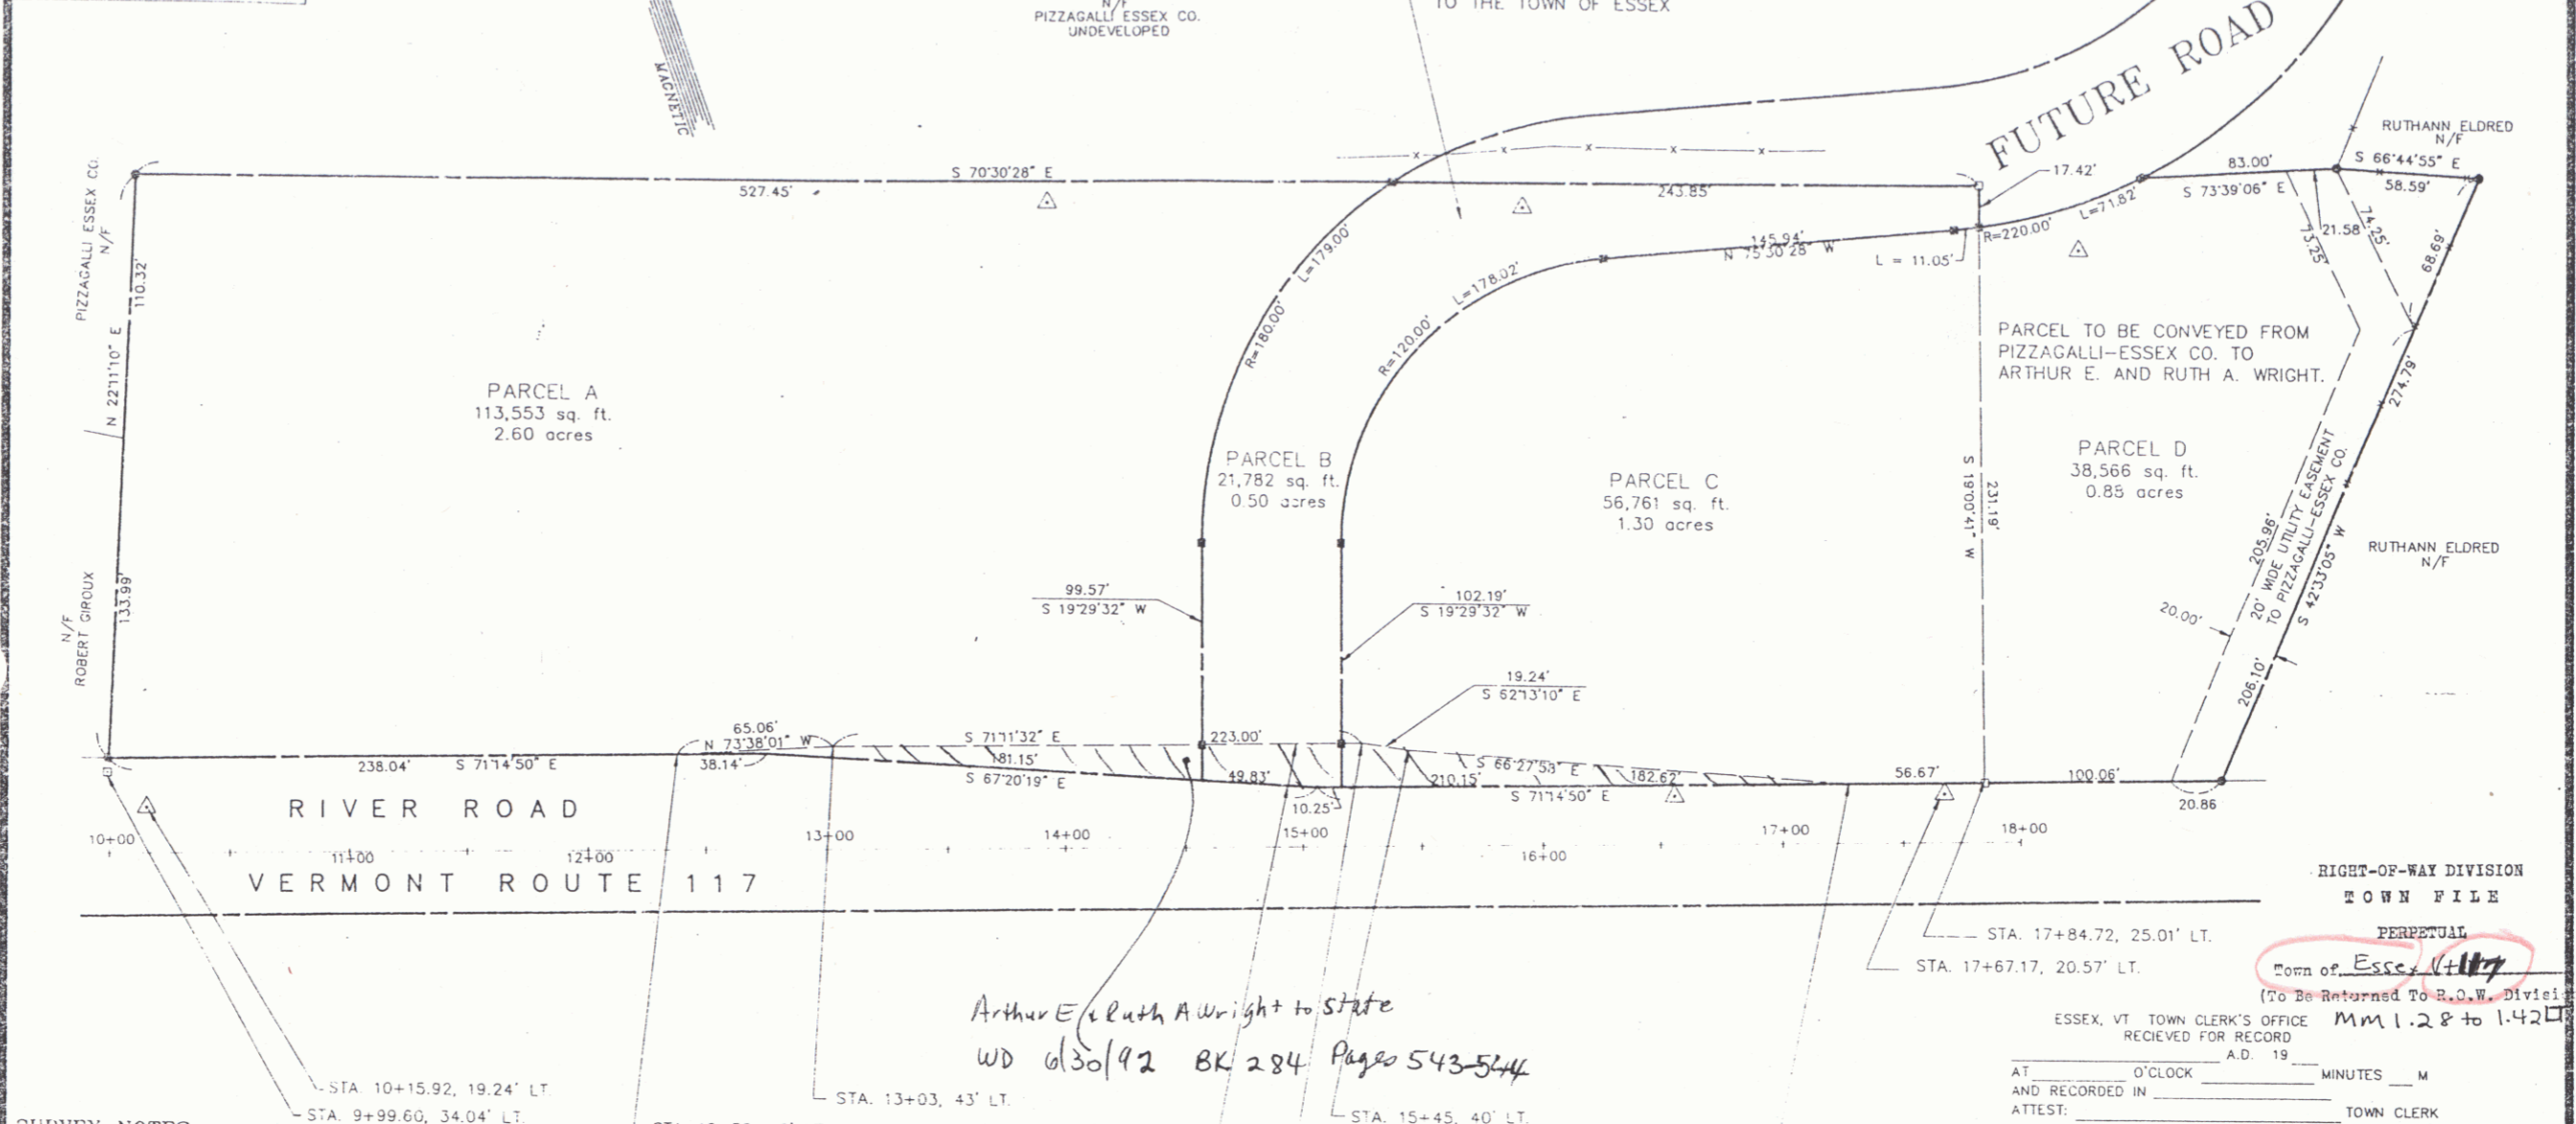 N/F
PIZZAGALLI ESSEX CO.
UNDEVELOPED
TO THE TOWN OF ESSEX
MAGNETIC
FUTURE ROAD
RUTHANN ELDRED
N/F
PIZZAGALLI ESSEX CO.
N/F
S 70°30'28" E
527.45'
243.85'
17.42'
83.00'
S 73°39'06" E
S 66°44'55" E
58.59'
110.32'
N 22°11'10" E
L=179.00'
R=180.00'
L=178.02'
R=120.00'
145.94'
N 75°30'28" W
L = 11.05'
R=220.00'
L=71.82'
73.25'
21.58
74.25'
68.69'
274.79'
PARCEL TO BE CONVEYED FROM
PIZZAGALLI-ESSEX CO. TO
ARTHUR E. AND RUTH A. WRIGHT.
PARCEL A
113,553 sq. ft.
2.60 acres
PARCEL B
21,782 sq. ft.
0.50 acres
PARCEL C
56,761 sq. ft.
1.30 acres
PARCEL D
38,566 sq. ft.
0.88 acres
S 19°00'41" W
231.19'
205.96'
20' WIDE UTILITY EASEMENT
TO PIZZAGALLI-ESSEX CO.
S 42°33'05" W
RUTHANN ELDRED
N/F
20.00'
206.10'
N/F
ROBERT GIROUX
133.99'
99.57'
S 19°29'32" W
102.19'
S 19°29'32" W
19.24'
S 62°13'10" E
65.06'
N 73°38'01" W
S 71°11'32" E
223.00'
238.04'
S 71°14'50" E
38.14'
181.15'
S 67°20'19" E
49.83'
10.25'
210.15'
S 66°27'58" E
182.62'
S 71°14'50" E
56.67'
100.06'
20.86
RIVER ROAD
10+00
11+00
12+00
13+00
14+00
15+00
16+00
17+00
18+00
VERMONT ROUTE 117
RIGHT-OF-WAY DIVISION
TOWN FILE
PERPETUAL
Town of Essex Vt 117
(To Be Returned To R.O.W. Divisi
MM 1.28 to 1.42 LT
STA. 17+84.72, 25.01' LT.
STA. 17+67.17, 20.57' LT.
Arthur E & Ruth A Wright to State
WD 6/30/92 BK 284 Pages 543-544
ESSEX, VT TOWN CLERK'S OFFICE
RECIEVED FOR RECORD
A.D. 19
AT O'CLOCK MINUTES M
AND RECORDED IN
ATTEST: TOWN CLERK
STA. 10+15.92, 19.24' LT.
STA. 9+99.60, 34.04' LT.
STA. 13+03, 43' LT.
STA. 15+45, 40' LT.
SURVEY NOTES